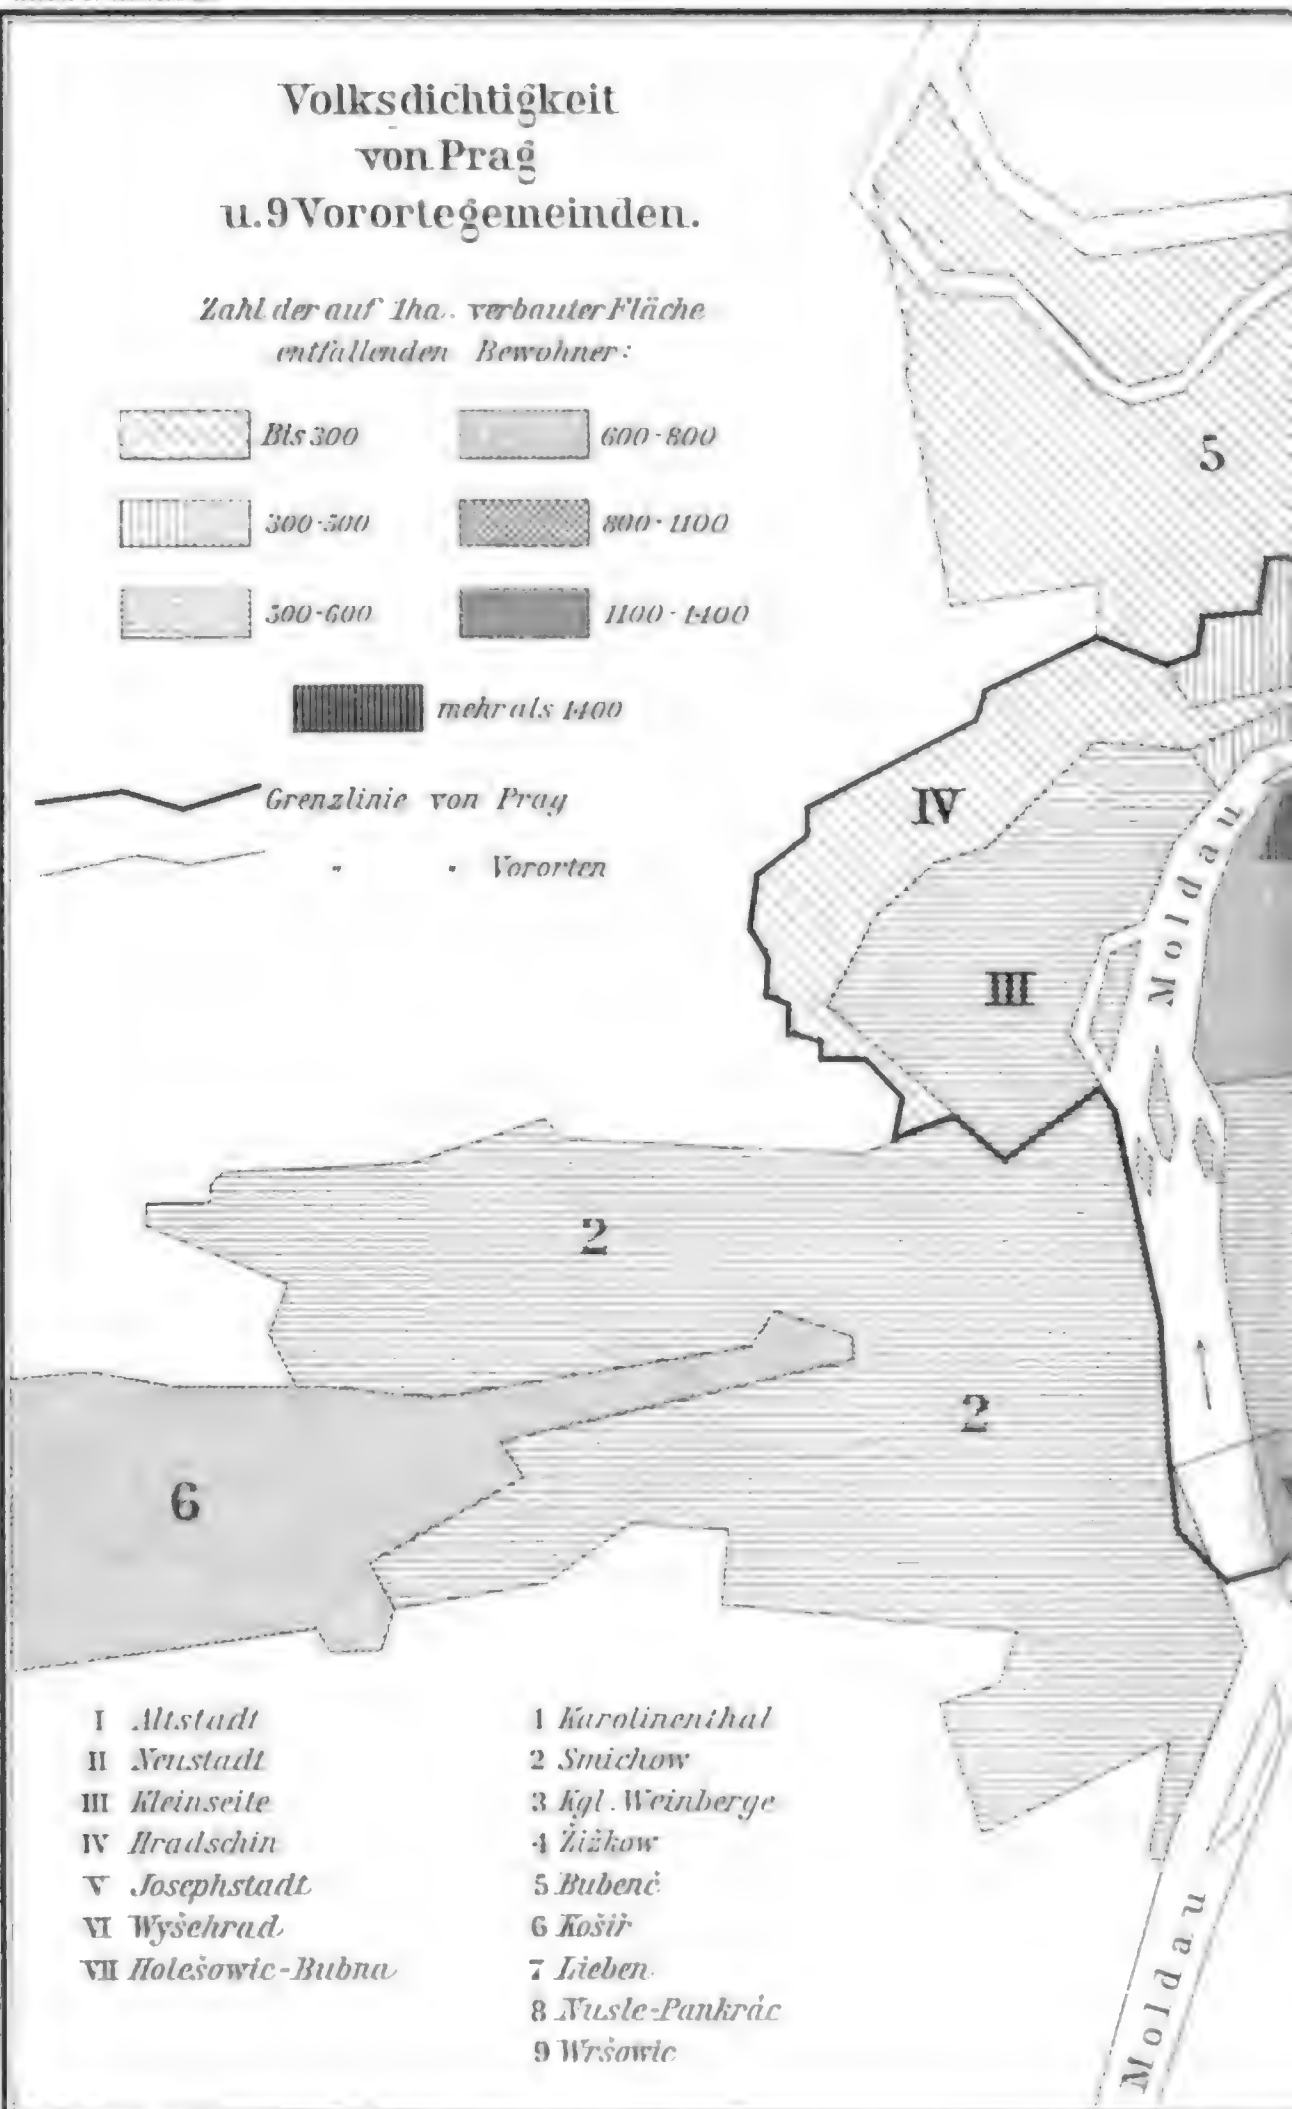 Volksdichtigkeit
von Prag
u. 9 Vorortegemeinden.
Zahl der auf 1ha. verbauter Fläche
entfallenden Bewohner:
Bis 300
600-800
300-500
800-1100
500-600
1100-1400
mehr als 1400
Grenzlinie von Prag
" " Vororten
5
IV
III
Moldau
2
2
6
I Altstadt
II Neustadt
III Kleinseite
IV Hradschin
V Josephstadt
VI Wyšehrad
VII Holešowic-Bubna
1 Karolinenthal
2 Smichow
3 Kgl. Weinberge
4 Žižkow
5 Bubenč
6 Košiř
7 Lieben
8 Nusle-Pankrác
9 Wršowic
Moldau